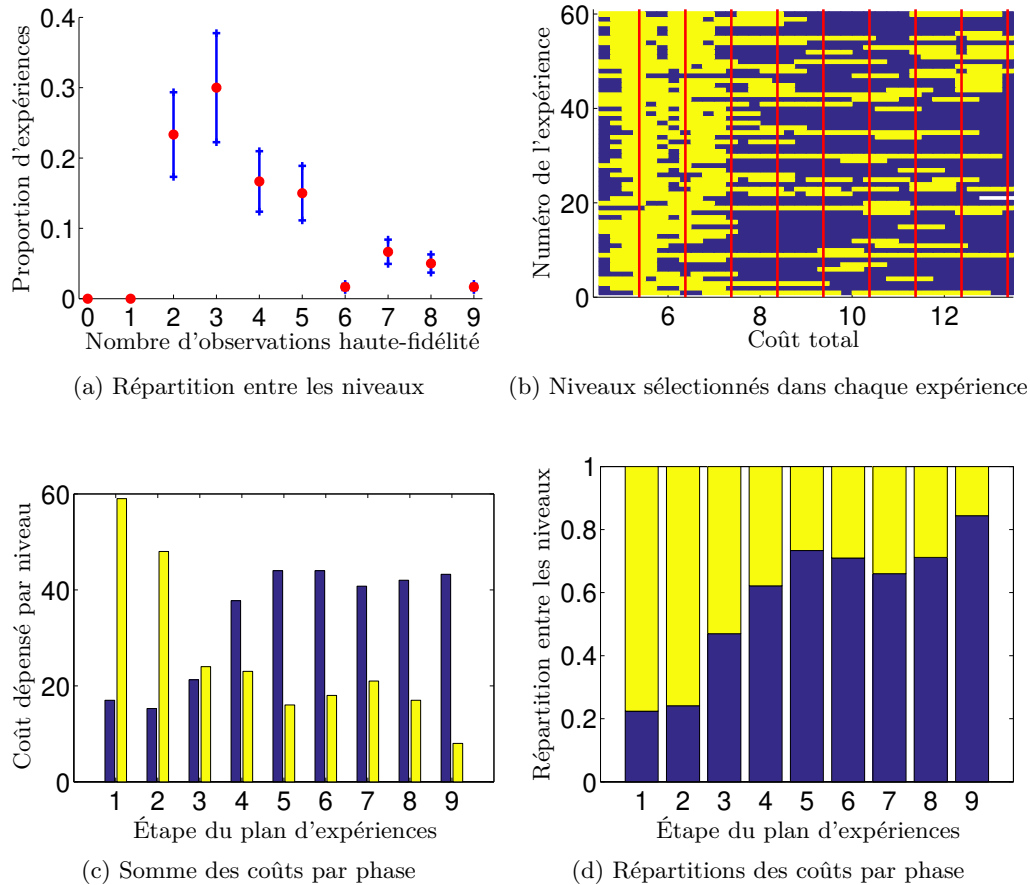 0.4
0.3
0.2
0.1
0
0 1 2 3 4 5 6 7 8 9
Proportion d'expériences
Nombre d'observations haute-fidélité
(a) Répartition entre les niveaux
60
40
20
0
6 8 10 12
Numéro de l'expérience
Coût total
(b) Niveaux sélectionnés dans chaque expérience
60
40
20
0
1 2 3 4 5 6 7 8 9
Coût dépensé par niveau
Étape du plan d'expériences
(c) Somme des coûts par phase
1
0.8
0.6
0.4
0.2
0
1 2 3 4 5 6 7 8 9
Répartition entre les niveaux
Étape du plan d'expériences
(d) Répartitions des coûts par phase